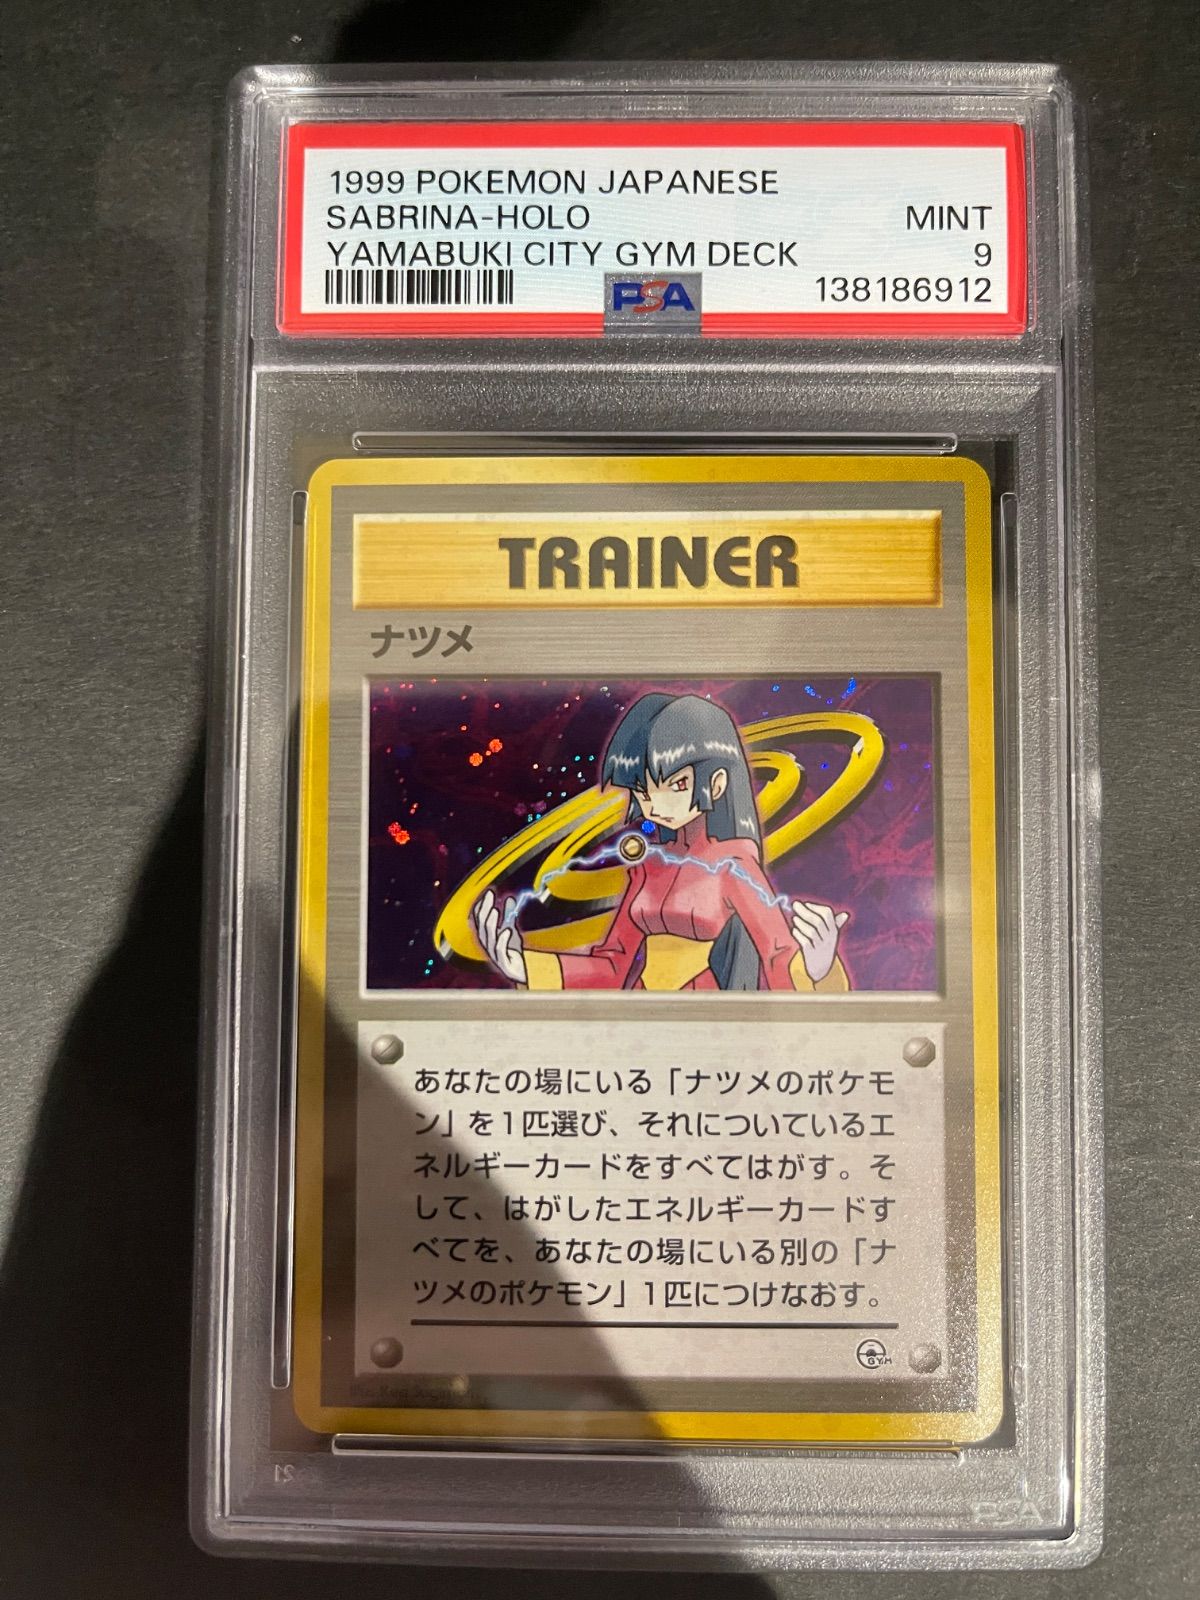 1999 POKEMON JAPANESE
SABRINA-HOLO MINT
YAMABUKI CITY GYM DECK 9
PSA 138186912
TRAINER
ナツメ
あなたの場にいる「ナツメのポケモ
ン」を1匹選び、それについているエ
ネルギーカードをすべてはがす。そ
して、はがしたエネルギーカードす
べてを、あなたの場にいる別の「ナ
ツメのポケモン」1匹につけなおす。
GYM
Illus. Ken Sugimori
PSA